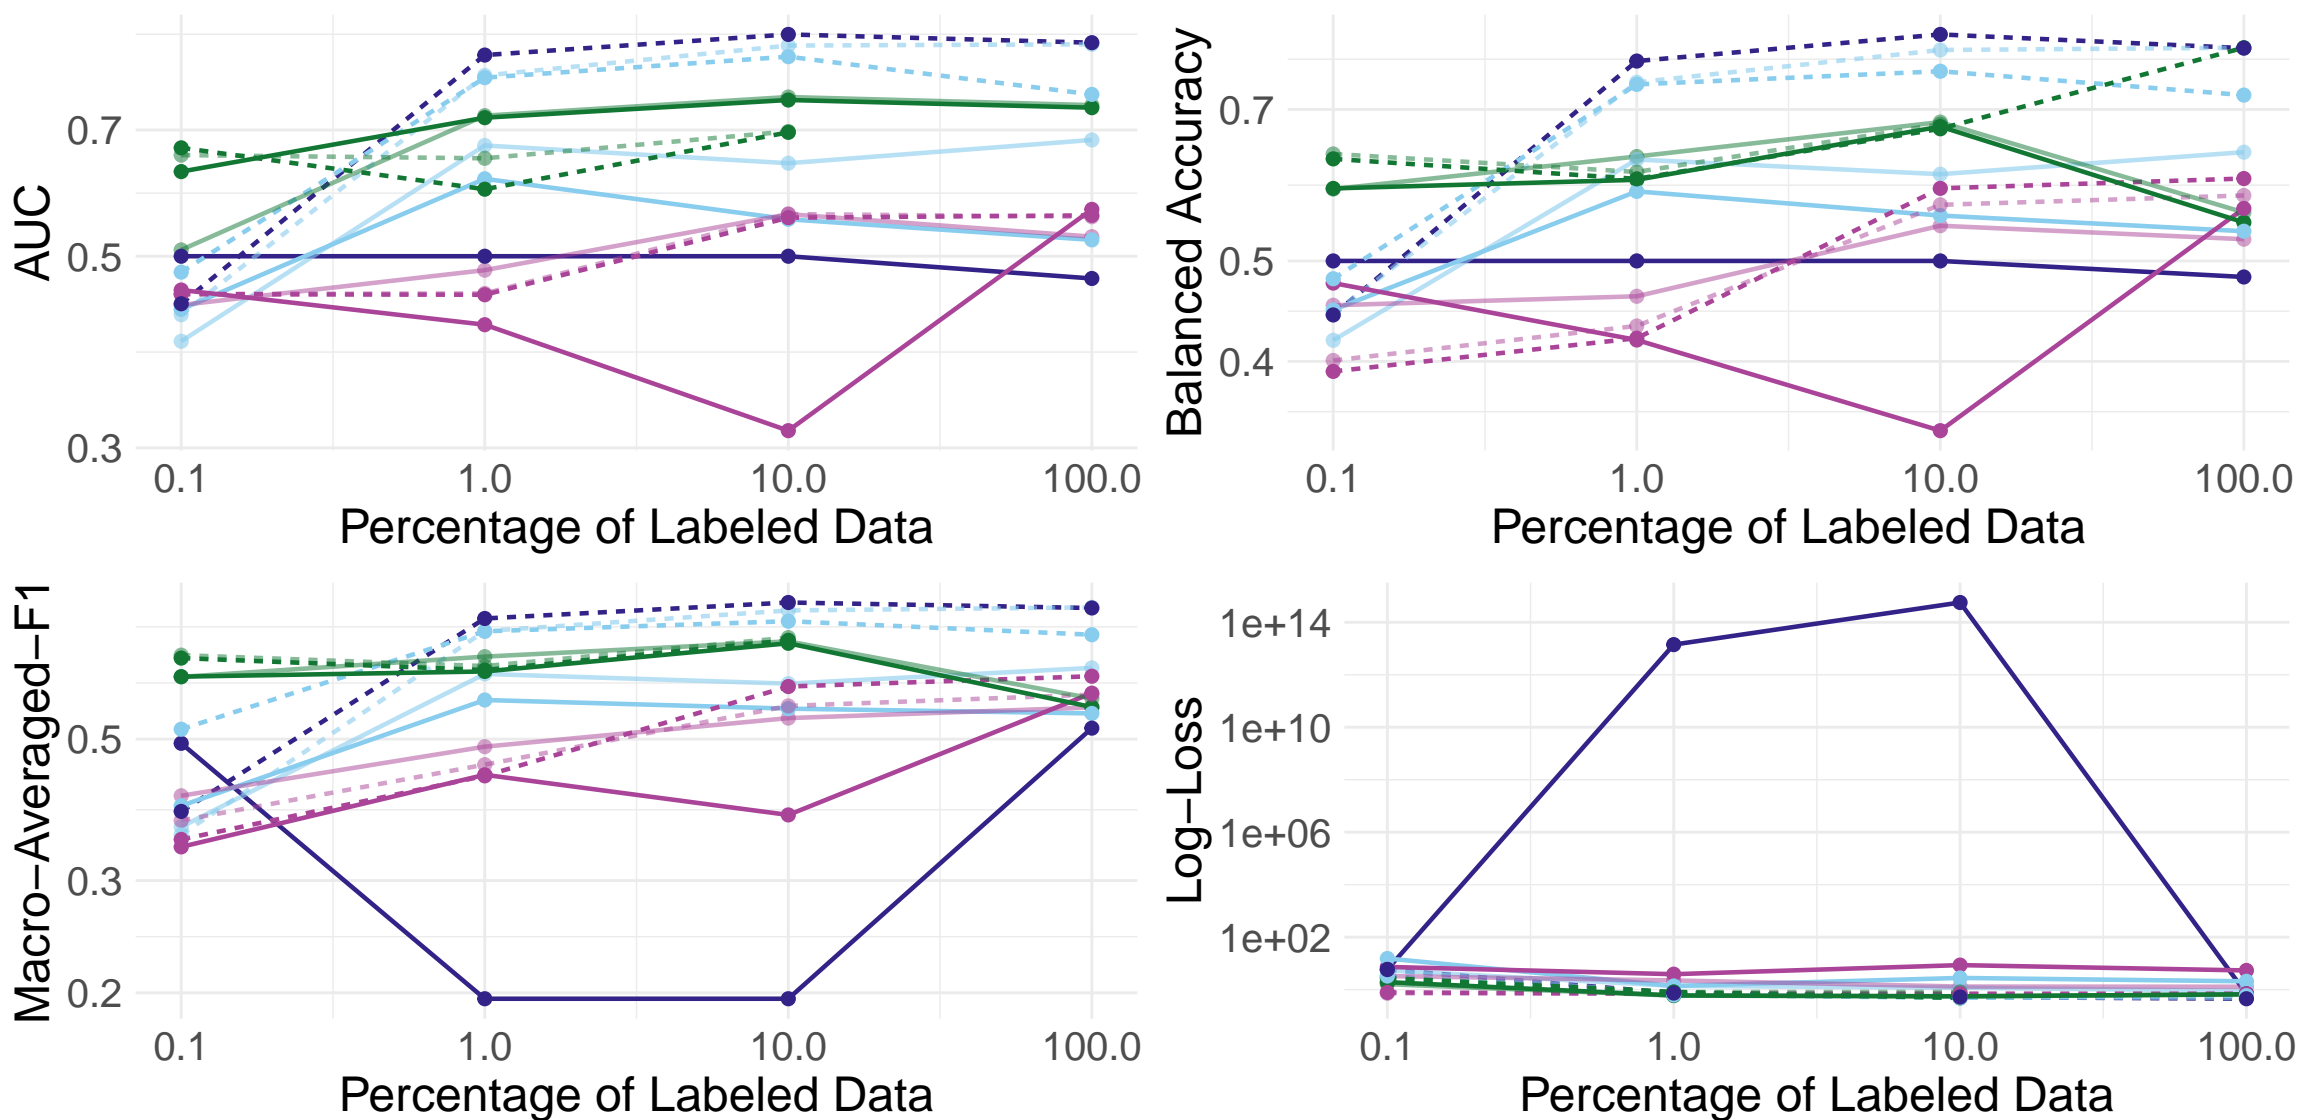 AUC
0.7
0.5
0.3
0.1 1.0 10.0 100.0
Percentage of Labeled Data
Balanced Accuracy
0.7
0.5
0.4
0.1 1.0 10.0 100.0
Percentage of Labeled Data
Macro−Averaged−F1
0.5
0.3
0.2
0.1 1.0 10.0 100.0
Percentage of Labeled Data
Log−Loss
1e+14
1e+10
1e+06
1e+02
0.1 1.0 10.0 100.0
Percentage of Labeled Data